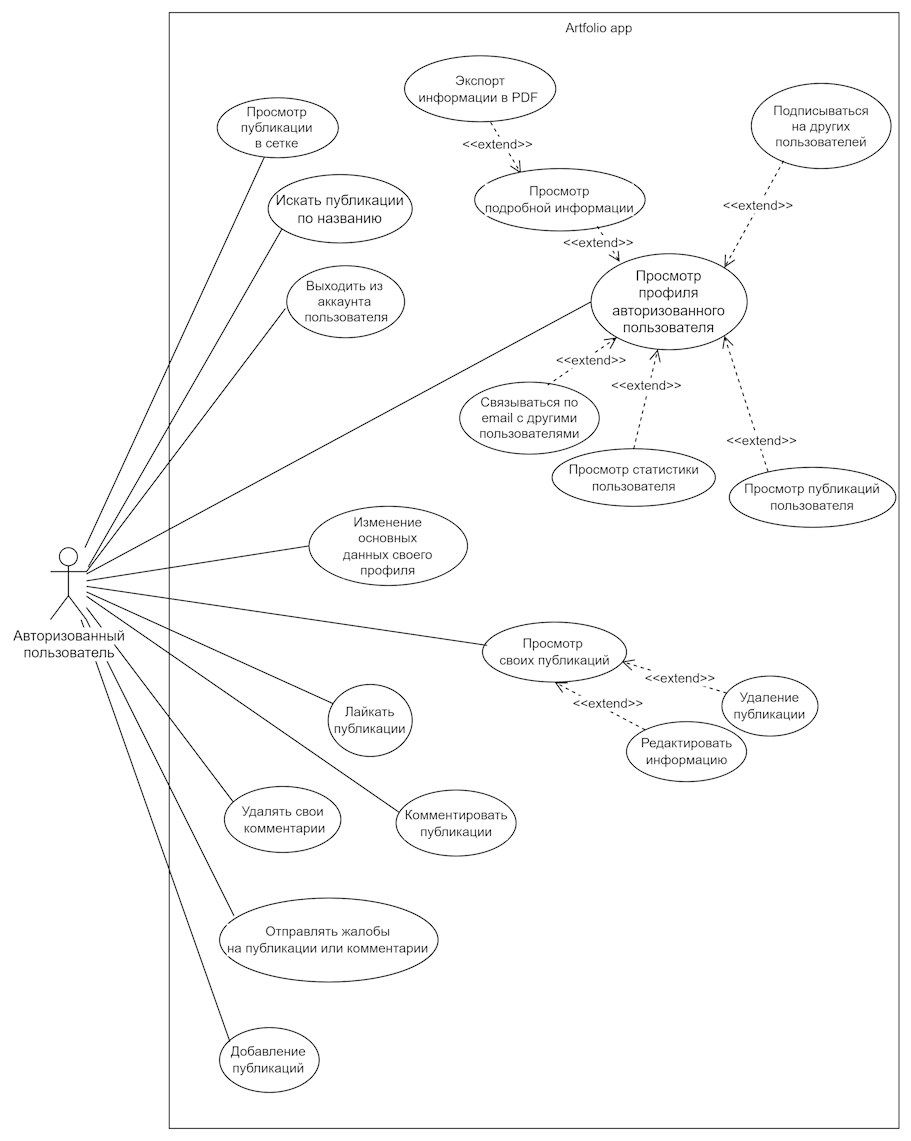 Artfolio app
Экспорт
информации в PDF
Просмотр
публикации
в сетке
Подписываться
на других
пользователей
<<extend>>
Просмотр
подробной информации
Искать публикации
по названию
<<extend>>
<<extend>>
Просмотр
профиля
авторизованного
пользователя
Выходить из
аккаунта
пользователя
<<extend>>
<<extend>>
Связываться по
email с другими
пользователями
<<extend>>
Просмотр статистики
пользователя
Просмотр публикаций
пользователя
Изменение
основных
данных своего
профиля
Авторизованный
пользователь
Просмотр
своих публикаций
<<extend>>
Удаление
публикации
<<extend>>
Редактировать
информацию
Лайкать
публикации
Удалять свои
комментарии
Комментировать
публикации
Отправлять жалобы
на публикации или комментарии
Добавление
публикаций